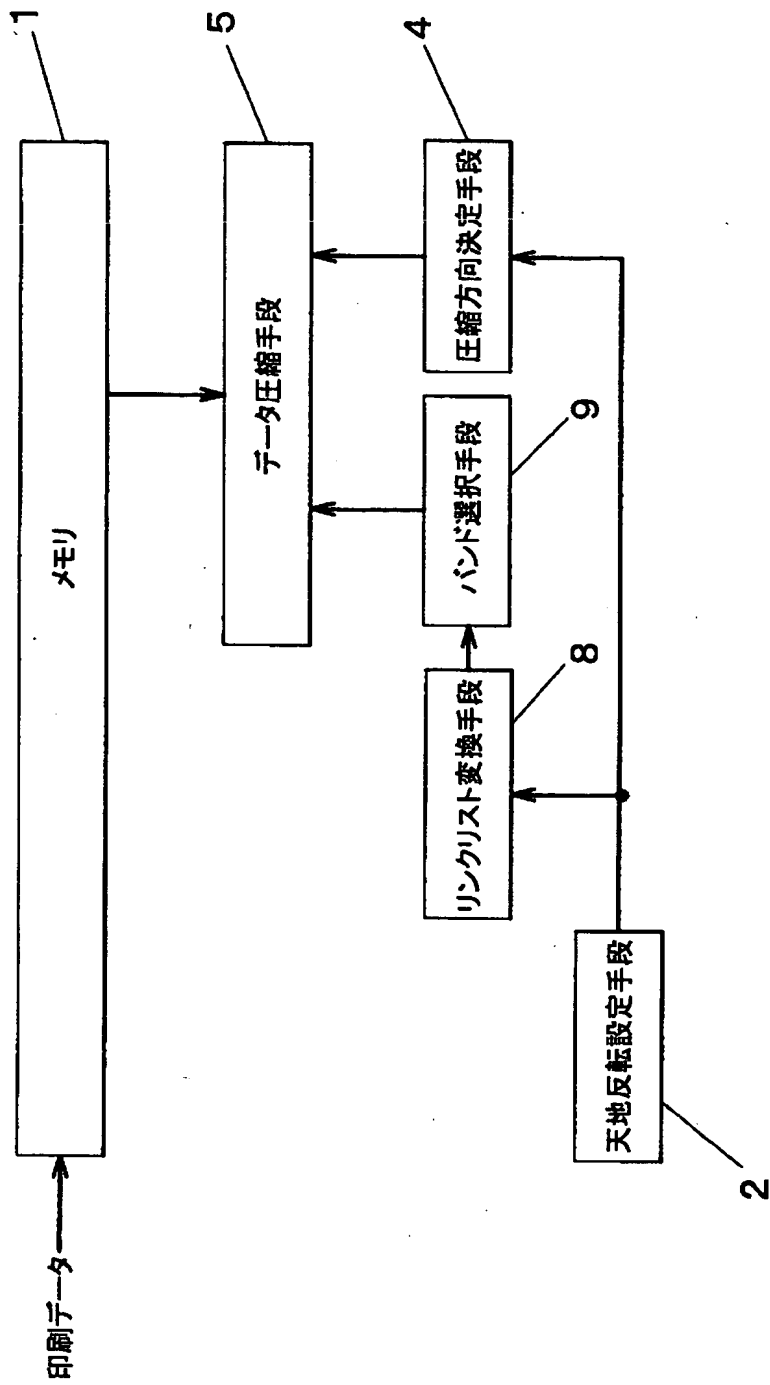 印刷データ
メモリ
1
データ圧縮手段
5
リンクリスト変換手段
8
バンド選択手段
9
圧縮方向決定手段
4
天地反転設定手段
2